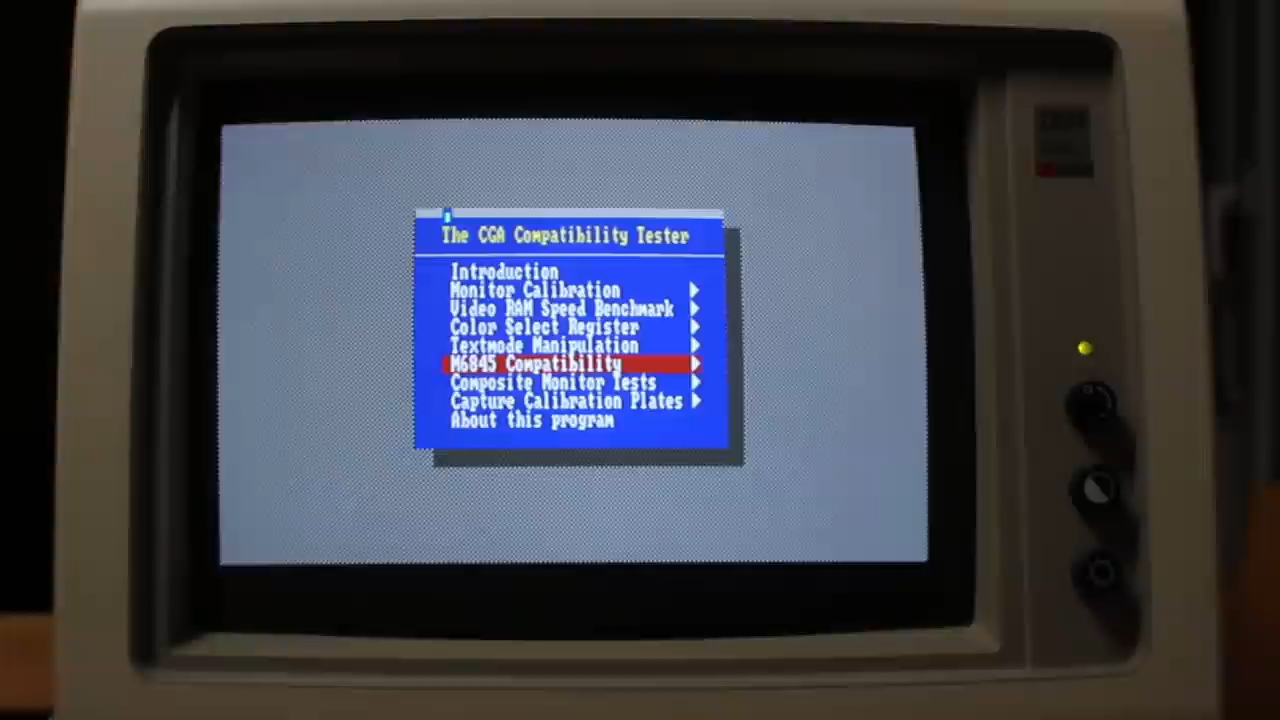 The CGA Compatibility Tester
Introduction
Monitor Calibration
Video RAM Speed Benchmark
Color Select Register
Textmode Manipulation
M6845 Compatibility
Composite Monitor Tests
Capture Calibration Plates
About this program